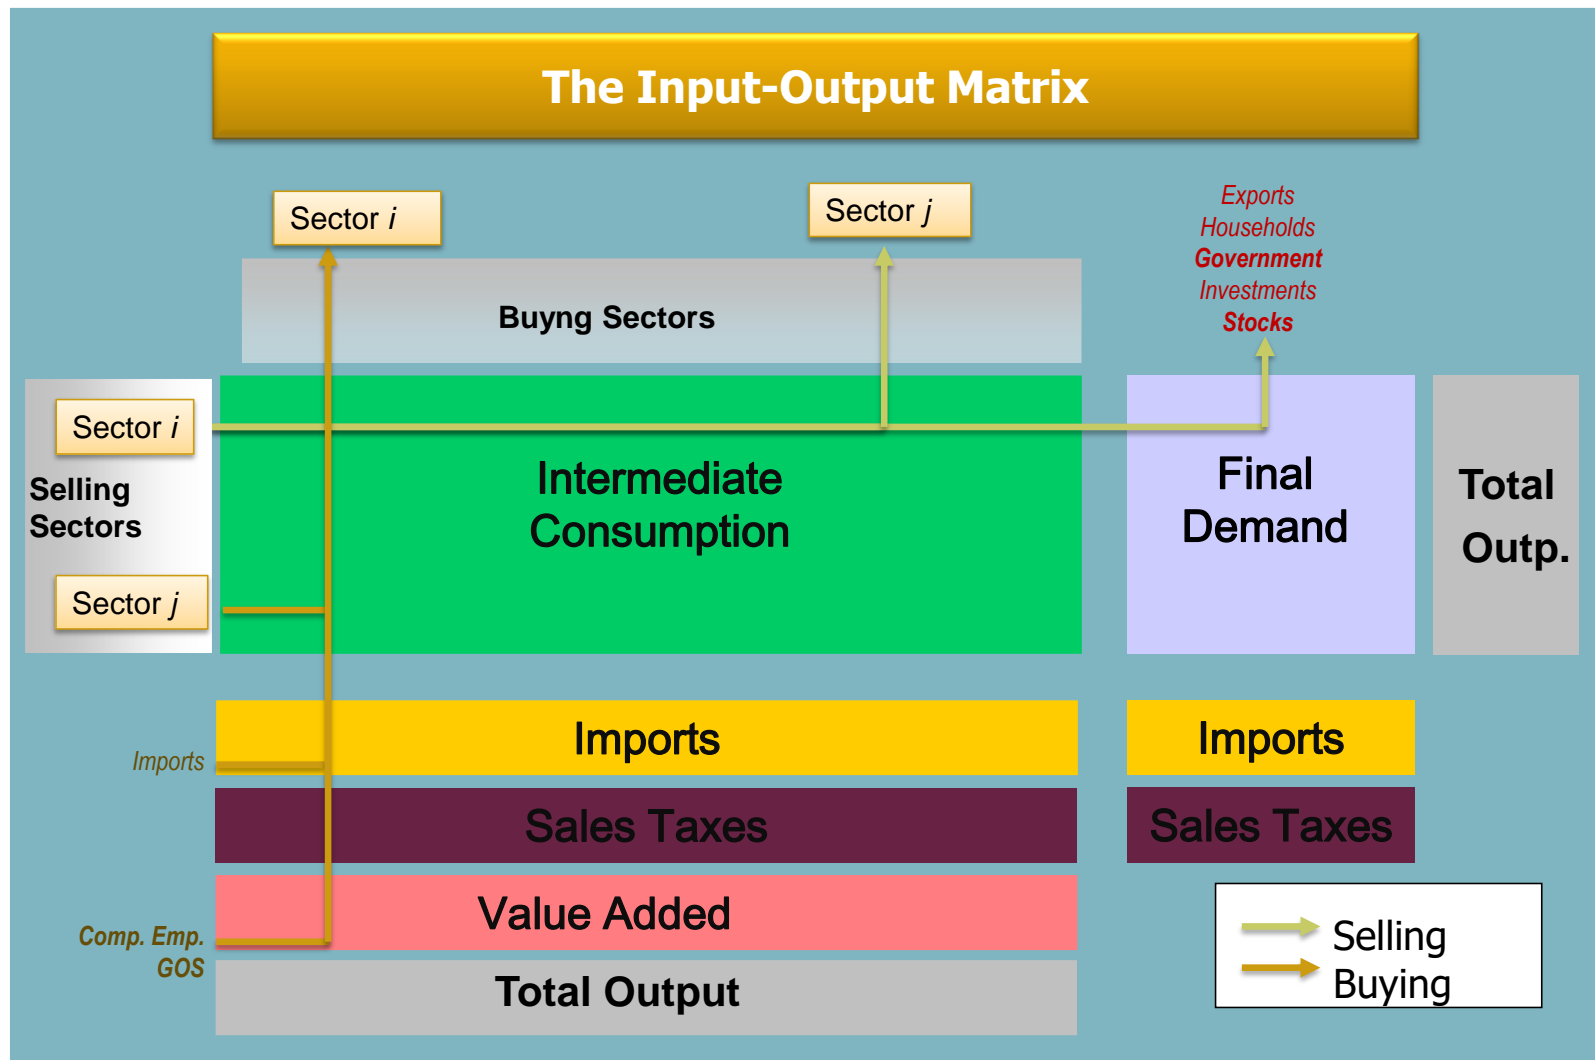 The Input-Output Matrix
Sector i
Sector j
Exports
Households
Government
Investments
Stocks
Buyng Sectors
Sector i
Selling
Sectors
Sector j
Intermediate
Consumption
Final
Demand
Total
Outp.
Imports
Imports
Imports
Sales Taxes
Sales Taxes
Comp. Emp.
GOS
Value Added
Total Output
Selling
Buying